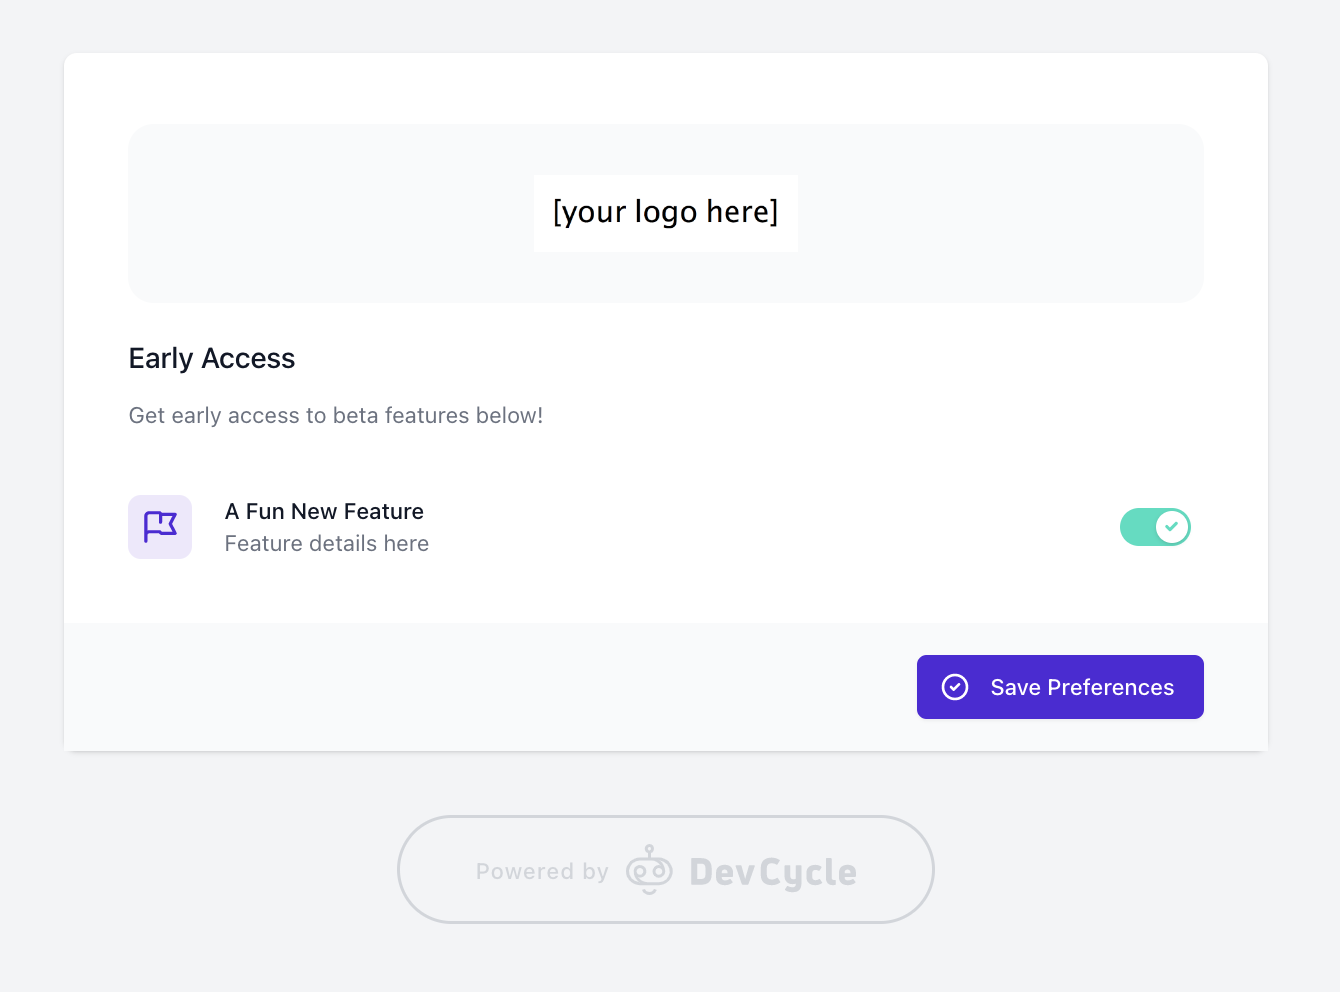 [your logo here]
Early Access
Get early access to beta features below!
A Fun New Feature
Feature details here
Save Preferences
Powered by DevCycle